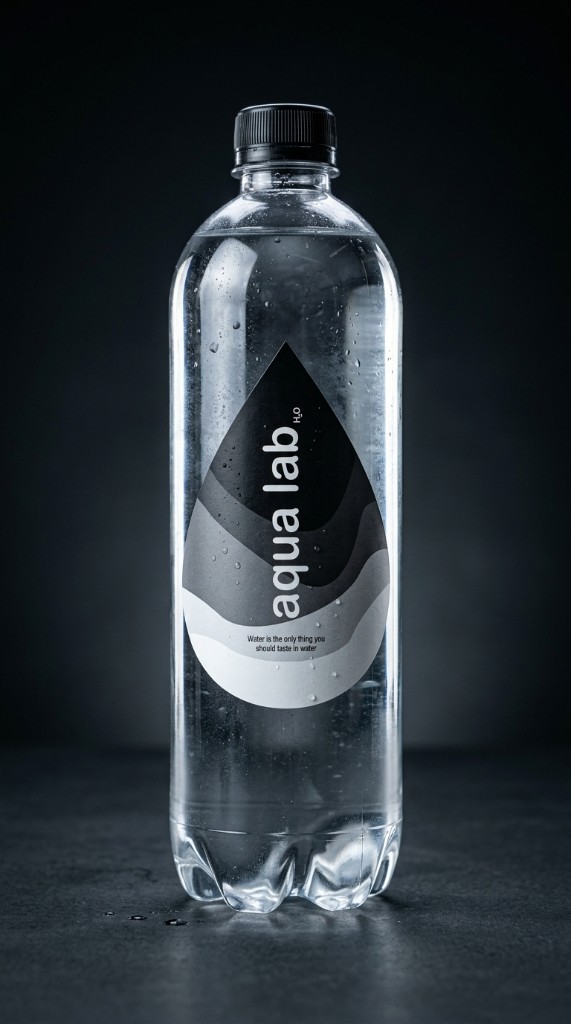 aqua lab
H₂O
Water is the only thing you
should taste in water